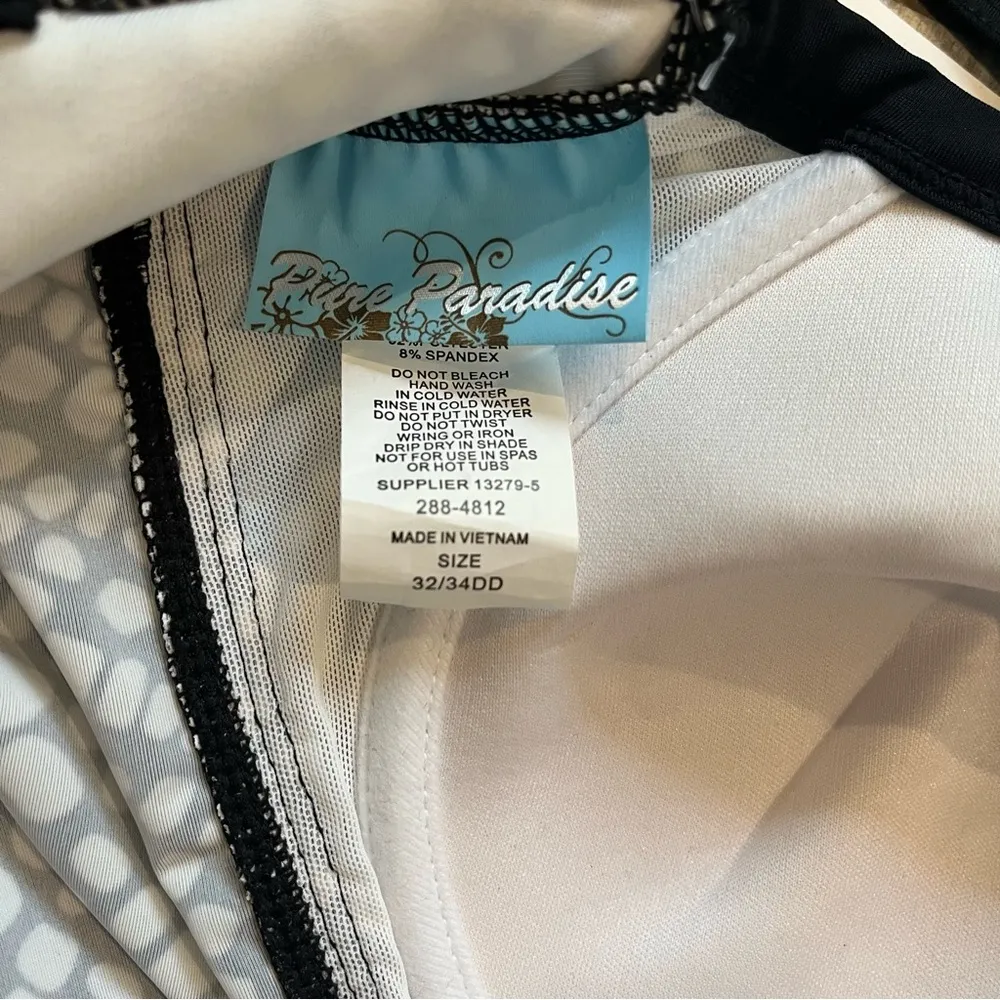 Pure Paradise
8% SPANDEX
DO NOT BLEACH
HAND WASH
IN COLD WATER
RINSE IN COLD WATER
DO NOT PUT IN DRYER
DO NOT TWIST
WRING OR IRON
DRIP DRY IN SHADE
NOT FOR USE IN SPAS
OR HOT TUBS
SUPPLIER 13279-5
288-4812
MADE IN VIETNAM
SIZE
32/34DD